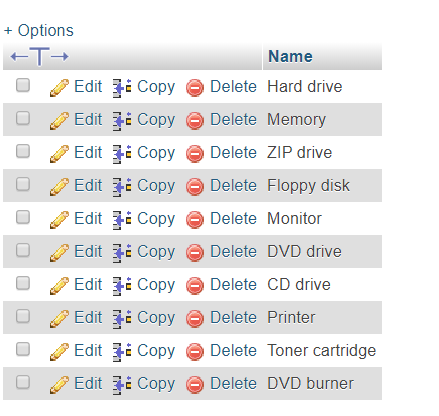 + Options
←T→ Name
Edit Copy Delete Hard drive
Edit Copy Delete Memory
Edit Copy Delete ZIP drive
Edit Copy Delete Floppy disk
Edit Copy Delete Monitor
Edit Copy Delete DVD drive
Edit Copy Delete CD drive
Edit Copy Delete Printer
Edit Copy Delete Toner cartridge
Edit Copy Delete DVD burner